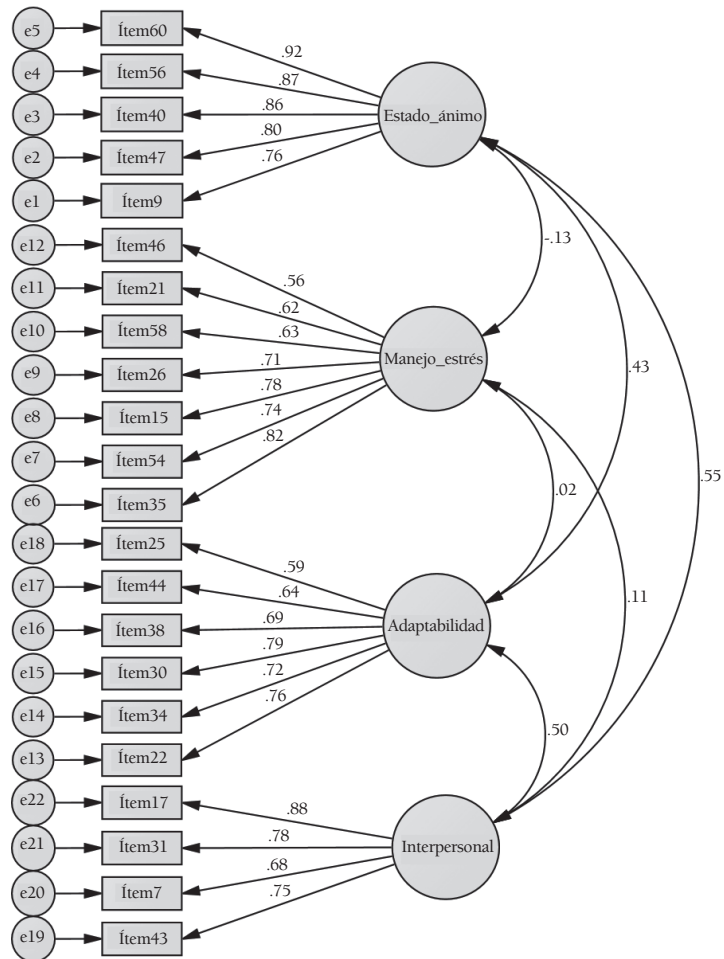 e5 Ítem60
.92
e4 Ítem56
.87
e3 Ítem40
.86
Estado_ánimo
e2 Ítem47
.80
.76
e1 Ítem9
e12 Ítem46
-.13
.56
e11 Ítem21
.62
e10 Ítem58
.63
Manejo_estrés
.43
e9 Ítem26
.71
.78
e8 Ítem15
.74
.82
e7 Ítem54
.55
.02
e6 Ítem35
e18 Ítem25
.59
e17 Ítem44
.64
.11
e16 Ítem38
.69
Adaptabilidad
.79
e15 Ítem30
.72
.76
e14 Ítem34
.50
e13 Ítem22
e22 Ítem17
.88
e21 Ítem31
.78
Interpersonal
.68
e20 Ítem7
.75
e19 Ítem43